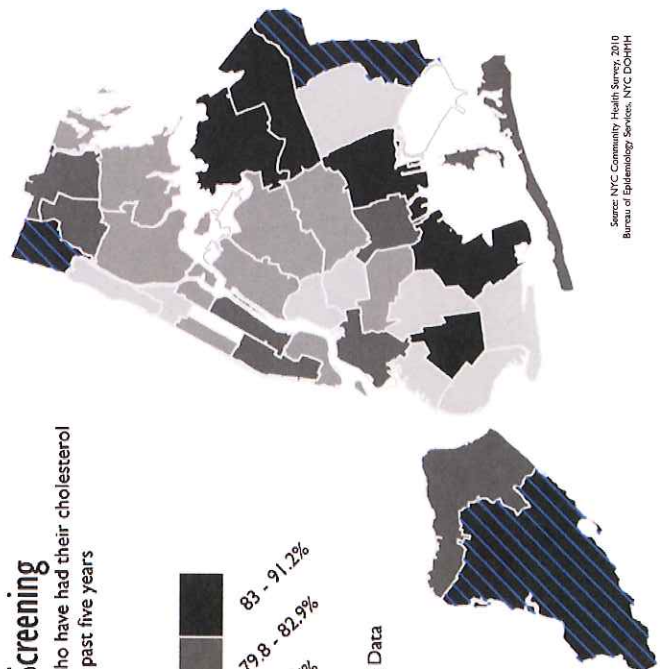 Screening
ho have had their cholesterol
past five years
83 - 91.2%
79.8 - 82.9%
Data
Source: NYC Community Health Survey, 2010
Bureau of Epidemiology Services, NYC DOHMH